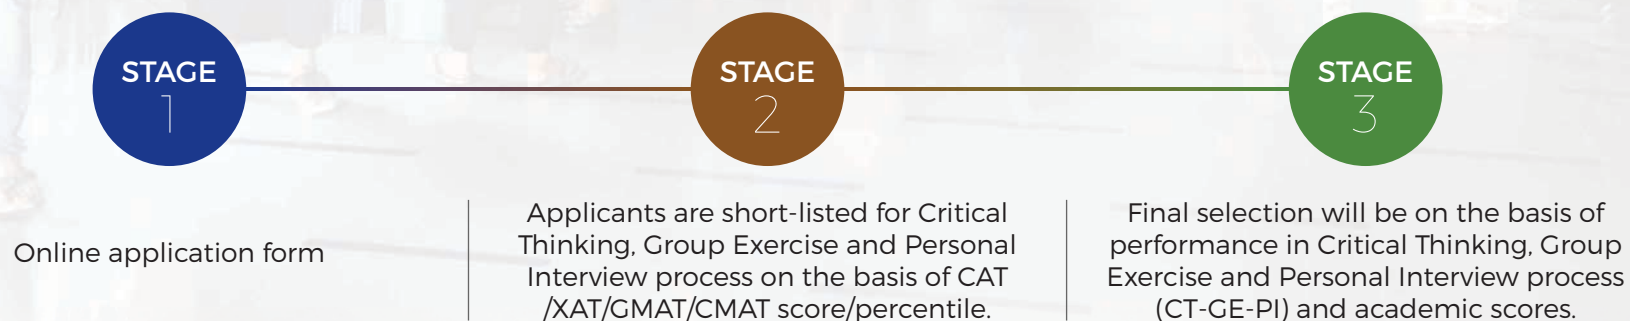 STAGE
1
STAGE
2
STAGE
3
Online application form
Applicants are short-listed for Critical
Thinking, Group Exercise and Personal
Interview process on the basis of CAT
/XAT/GMAT/CMAT score/percentile.
Final selection will be on the basis of
performance in Critical Thinking, Group
Exercise and Personal Interview process
(CT-GE-PI) and academic scores.